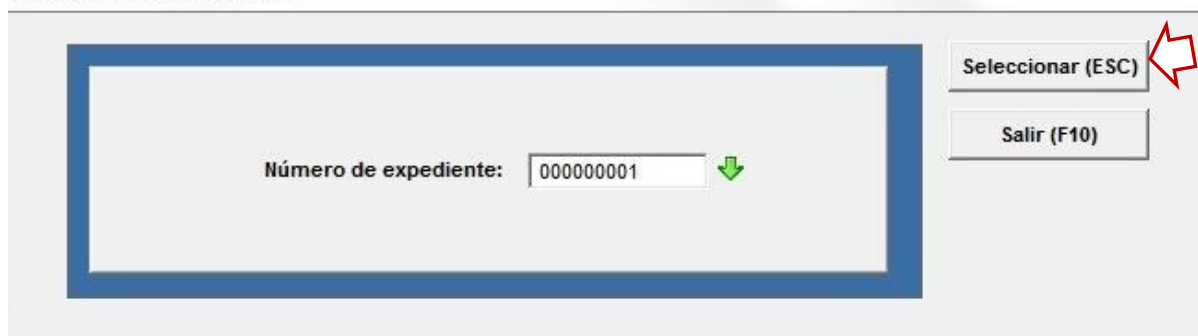 Seleccionar (ESC)
Salir (F10)
Número de expediente: 000000001